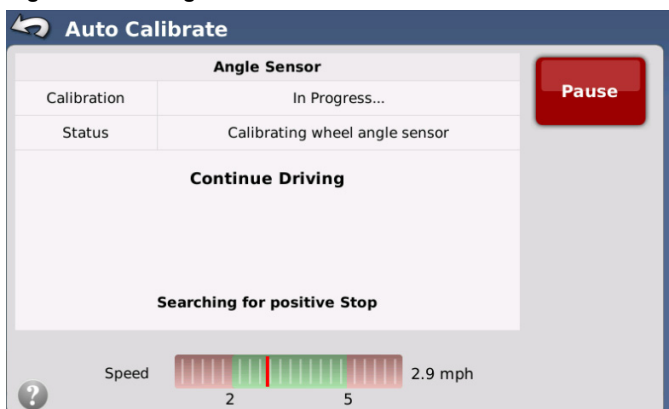 Auto Calibrate
Angle Sensor
Pause
Calibration In Progress...
Status Calibrating wheel angle sensor
Continue Driving
Searching for positive Stop
Speed 2.9 mph
2 5
?